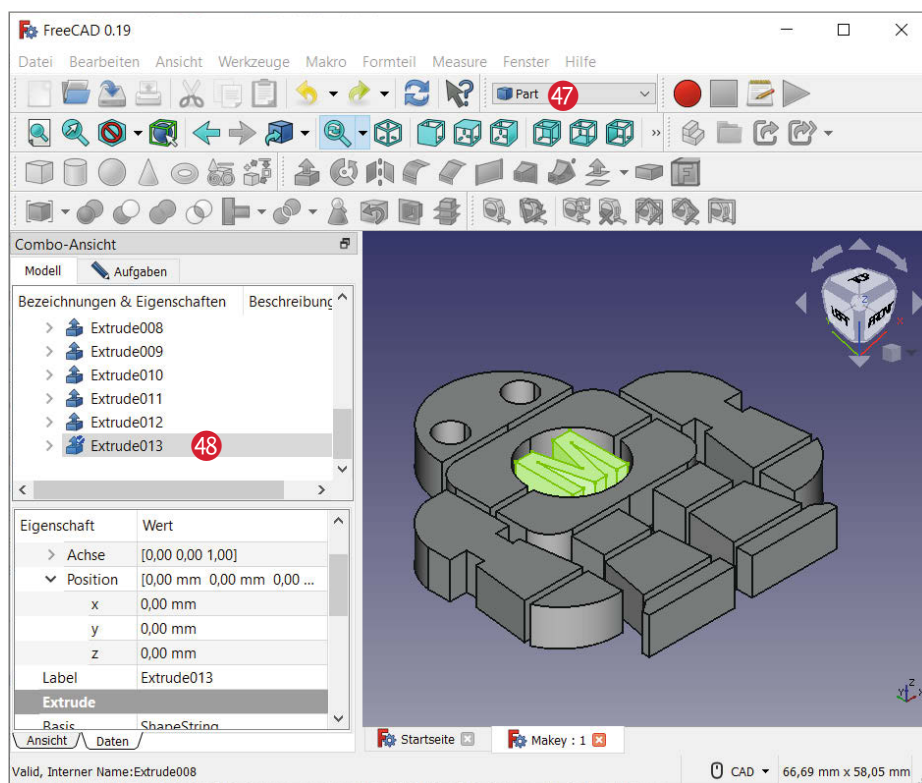 FreeCAD 0.19
Datei Bearbeiten Ansicht Werkzeuge Makro Formteil Measure Fenster Hilfe
Part 47
»
Combo-Ansicht
Modell Aufgaben
Bezeichnungen & Eigenschaften Beschreibung
Extrude008
Extrude009
Extrude010
Extrude011
Extrude012
Extrude013 48
Eigenschaft Wert
Achse [0,00 0,00 1,00]
Position [0,00 mm 0,00 mm 0,00 ...
x 0,00 mm
y 0,00 mm
z 0,00 mm
Label Extrude013
Extrude
Basis ShapeString
Ansicht Daten
TOP
LEFT FRONT
Z
X
M
Z
Y X
Startseite Makey : 1
Valid, Interner Name:Extrude008 CAD 66,69 mm x 58,05 mm